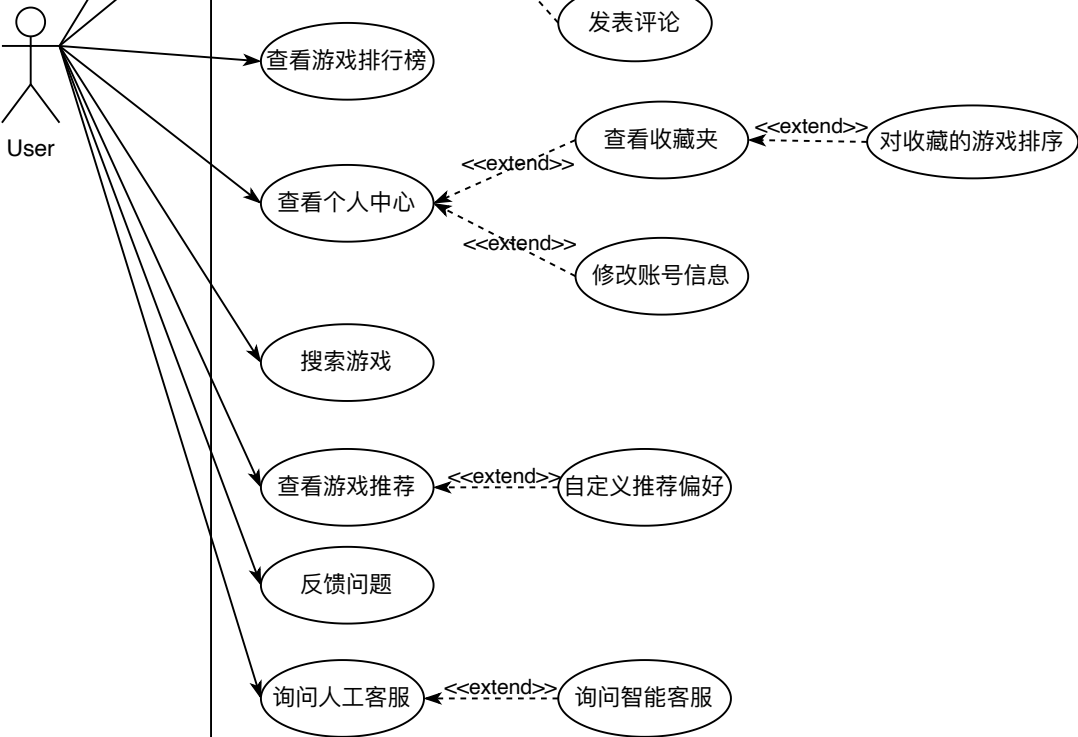 发表评论
查看游戏排行榜
User
查看收藏夹
<<extend>>
对收藏的游戏排序
<<extend>>
查看个人中心
<<extend>>
修改账号信息
搜索游戏
查看游戏推荐
<<extend>>
自定义推荐偏好
反馈问题
询问人工客服
<<extend>>
询问智能客服